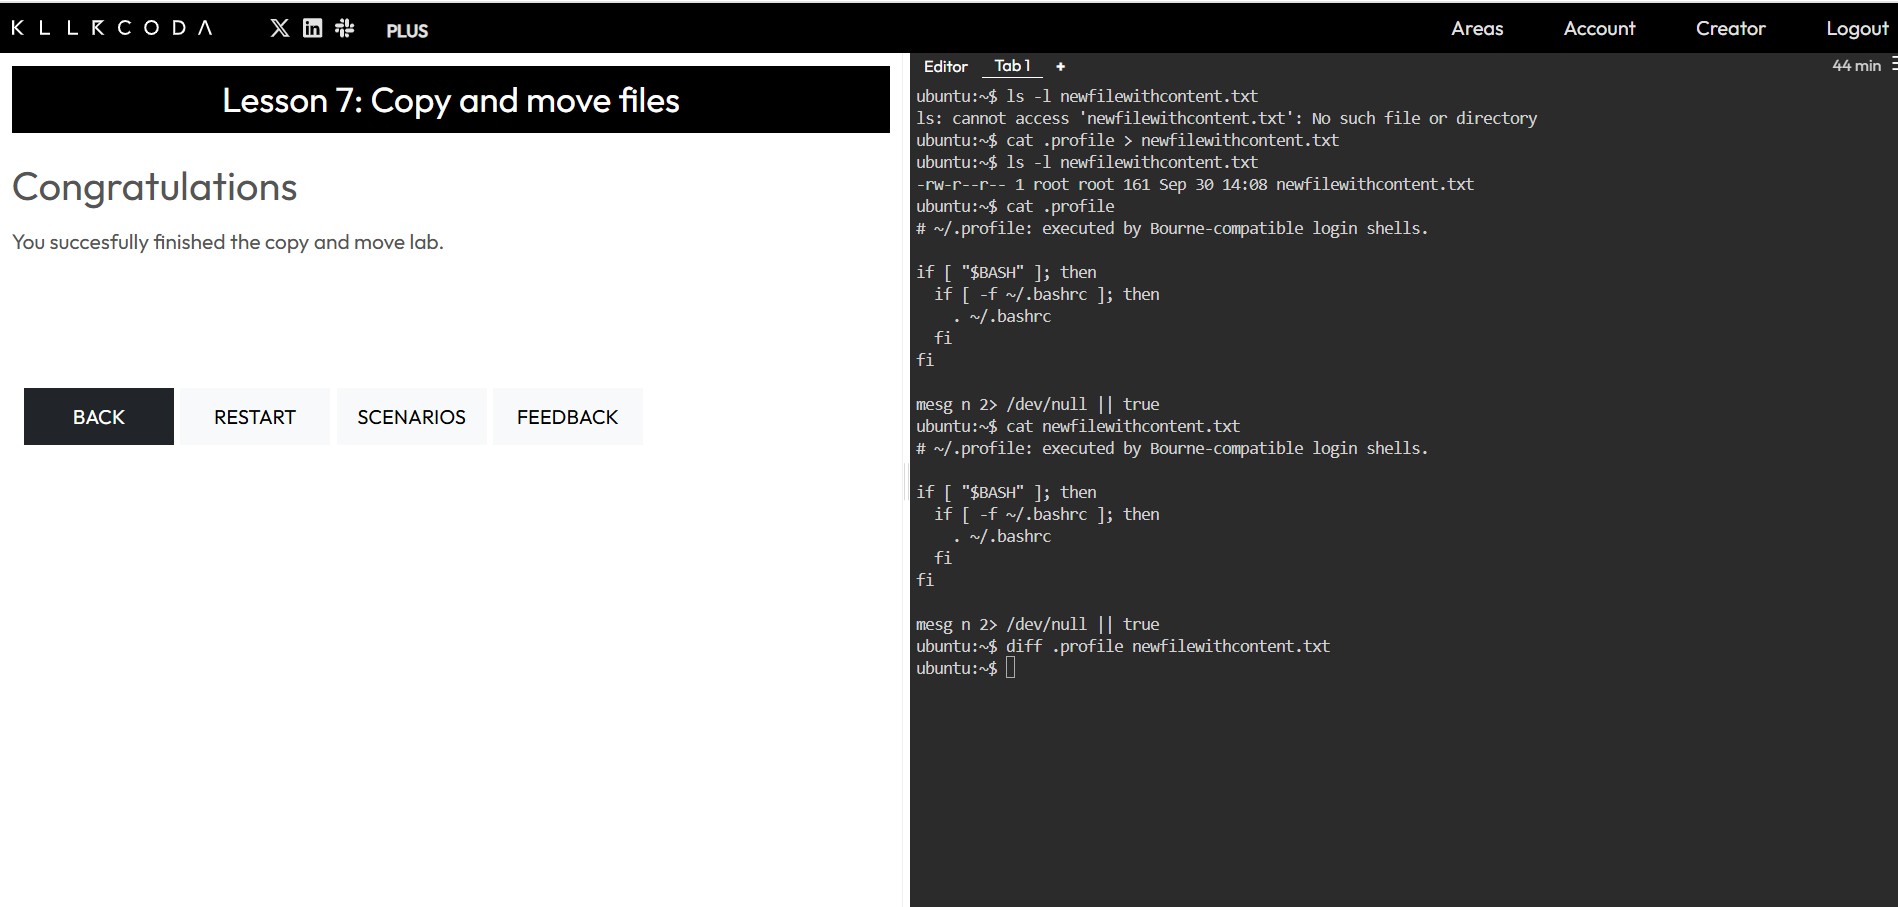 KLLRCODA PLUS Areas Account Creator Logout
Lesson 7: Copy and move files
Congratulations
You succesfully finished the copy and move lab.
BACK RESTART SCENARIOS FEEDBACK
Editor Tab 1 + 44 min
ubuntu:~$ ls -l newfilewithcontent.txt
ls: cannot access 'newfilewithcontent.txt': No such file or directory
ubuntu:~$ cat .profile > newfilewithcontent.txt
ubuntu:~$ ls -l newfilewithcontent.txt
-rw-r--r-- 1 root root 161 Sep 30 14:08 newfilewithcontent.txt
ubuntu:~$ cat .profile
# ~/.profile: executed by Bourne-compatible login shells.

if [ "$BASH" ]; then
  if [ -f ~/.bashrc ]; then
    . ~/.bashrc
  fi
fi

mesg n 2> /dev/null || true
ubuntu:~$ cat newfilewithcontent.txt
# ~/.profile: executed by Bourne-compatible login shells.

if [ "$BASH" ]; then
  if [ -f ~/.bashrc ]; then
    . ~/.bashrc
  fi
fi

mesg n 2> /dev/null || true
ubuntu:~$ diff .profile newfilewithcontent.txt
ubuntu:~$